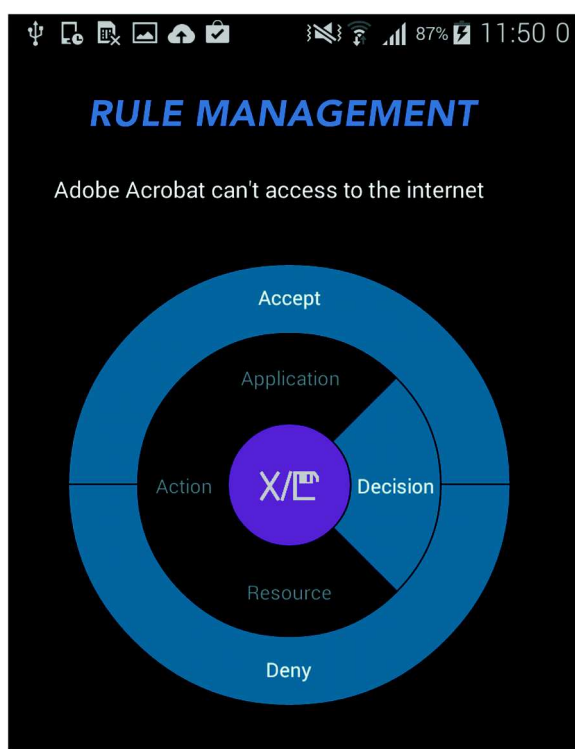 87% 11:50 0
RULE MANAGEMENT
Adobe Acrobat can't access to the internet
Accept
Application
Action X/ Decision
Resource
Deny